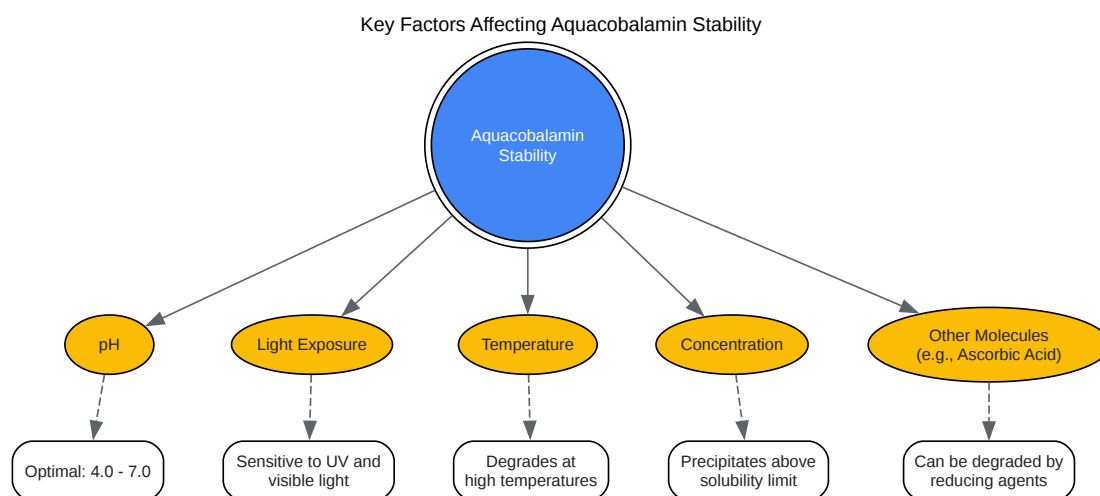 Key Factors Affecting Aquacobalamin Stability
Aquacobalamin
Stability
pH
Light Exposure
Temperature
Concentration
Other Molecules
(e.g., Ascorbic Acid)
Optimal: 4.0 - 7.0
Sensitive to UV and
visible light
Degrades at
high temperatures
Precipitates above
solubility limit
Can be degraded by
reducing agents